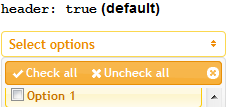 header: true (default)
Select options
Check all Uncheck all
Option 1